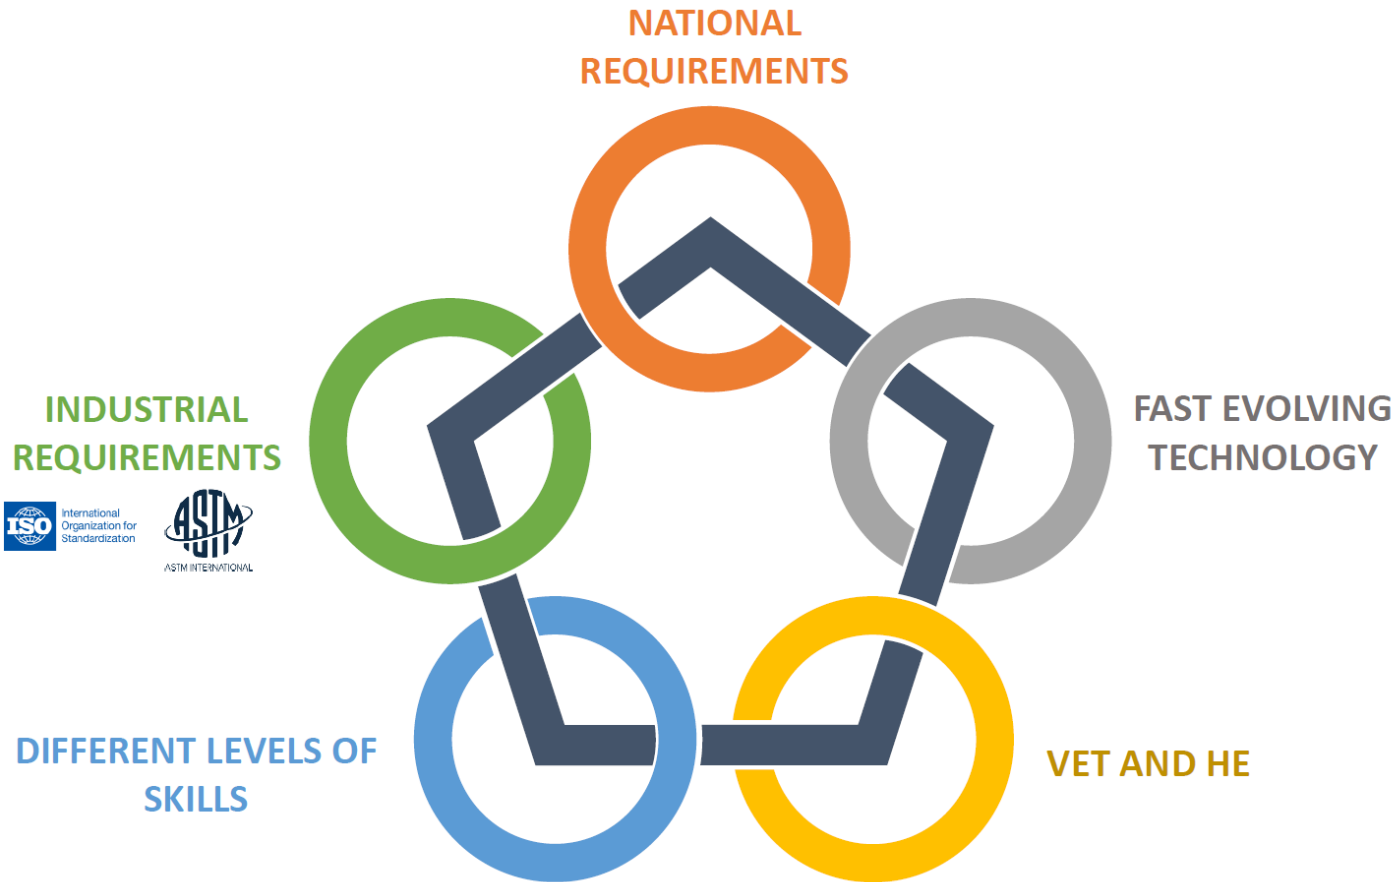 NATIONAL
REQUIREMENTS
INDUSTRIAL
REQUIREMENTS
ISO
International
Organization for
Standardization
ASTM
ASTM INTERNATIONAL
FAST EVOLVING
TECHNOLOGY
DIFFERENT LEVELS OF
SKILLS
VET AND HE